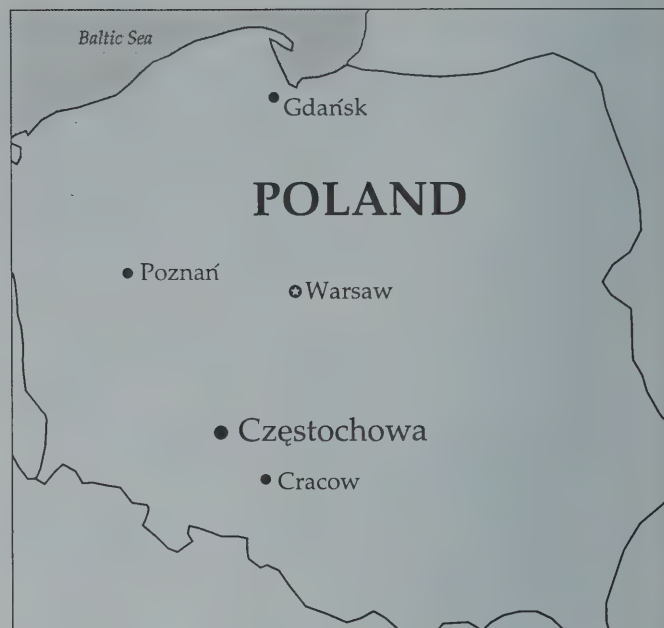 Baltic Sea
Gdańsk
POLAND
Poznań
Warsaw
Częstochowa
Cracow